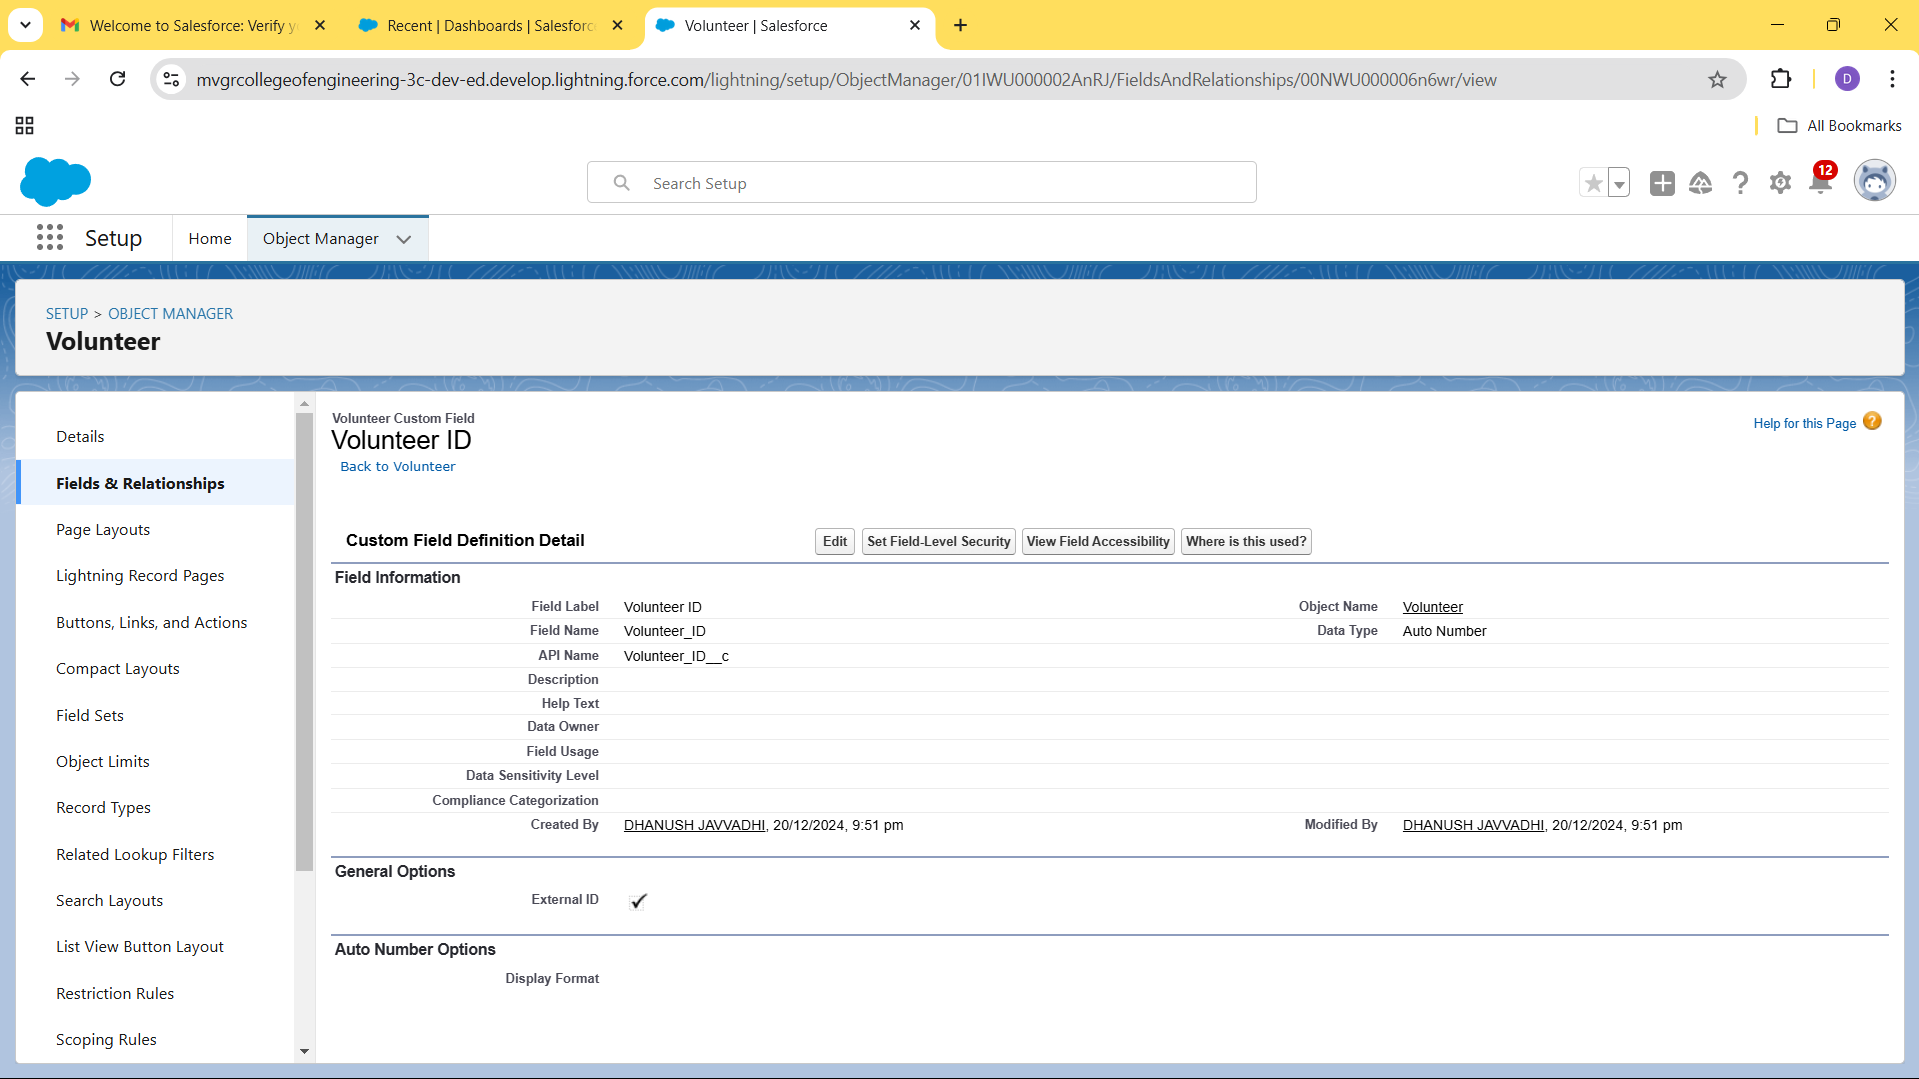 Welcome to Salesforce: Verify y
Recent | Dashboards | Salesforc
Volunteer | Salesforce
mvgrcollegeofengineering-3c-dev-ed.develop.lightning.force.com/lightning/setup/ObjectManager/01IWU000002AnRJ/FieldsAndRelationships/00NWU000006n6wr/view
D
All Bookmarks
Search Setup
12
Setup
Home
Object Manager
SETUP > OBJECT MANAGER
Volunteer
Details
Fields & Relationships
Page Layouts
Lightning Record Pages
Buttons, Links, and Actions
Compact Layouts
Field Sets
Object Limits
Record Types
Related Lookup Filters
Search Layouts
List View Button Layout
Restriction Rules
Scoping Rules
Volunteer Custom Field
Volunteer ID
Back to Volunteer
Help for this Page ?
Custom Field Definition Detail
Edit
Set Field-Level Security
View Field Accessibility
Where is this used?
Field Information
Field Label Volunteer ID
Object Name Volunteer
Field Name Volunteer_ID
Data Type Auto Number
API Name Volunteer_ID__c
Description
Help Text
Data Owner
Field Usage
Data Sensitivity Level
Compliance Categorization
Created By DHANUSH JAVVADHI, 20/12/2024, 9:51 pm
Modified By DHANUSH JAVVADHI, 20/12/2024, 9:51 pm
General Options
External ID
Auto Number Options
Display Format